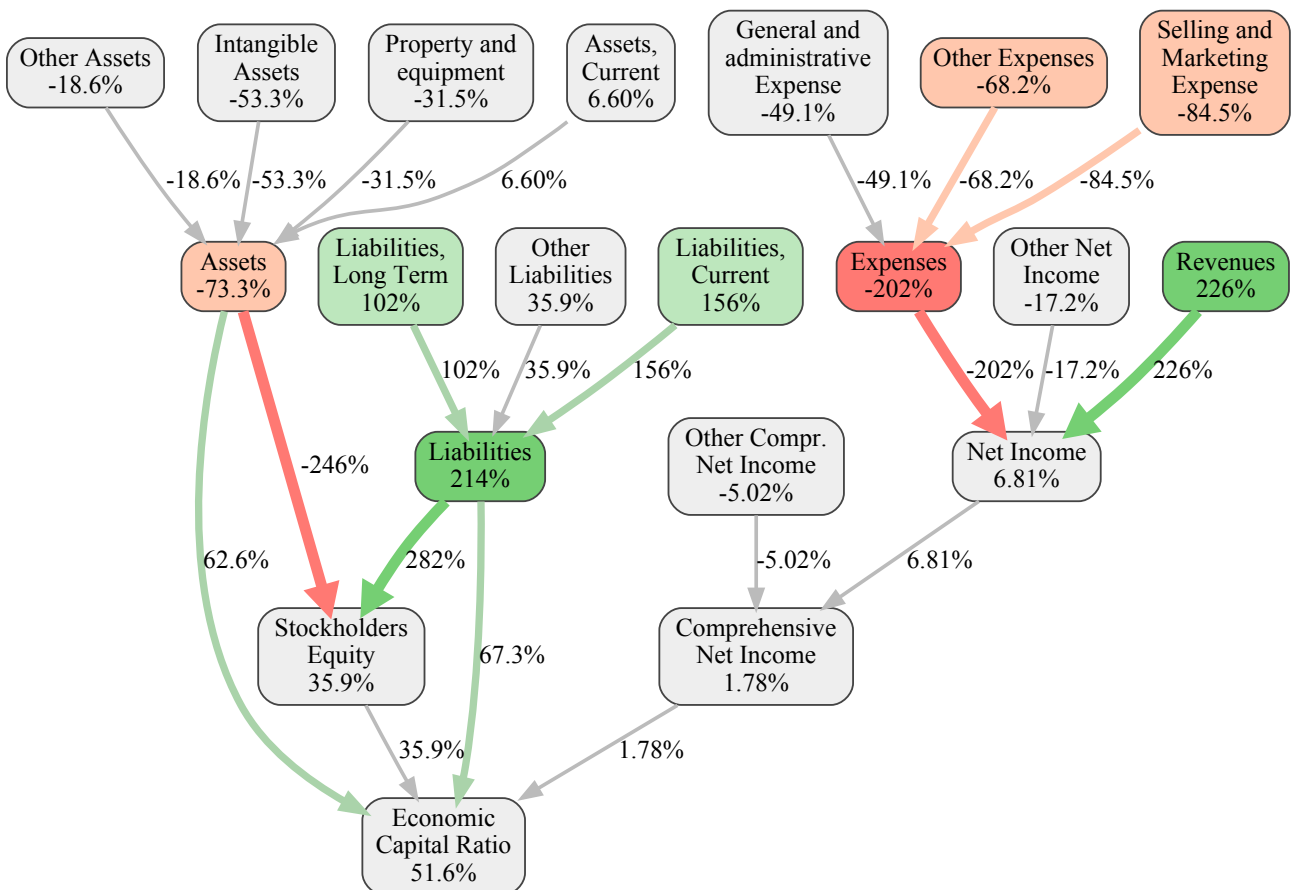 Other Assets
-18.6%
Intangible
Assets
-53.3%
Property and
equipment
-31.5%
Assets,
Current
6.60%
General and
administrative
Expense
-49.1%
Other Expenses
-68.2%
Selling and
Marketing
Expense
-84.5%
-18.6%
-53.3%
-31.5%
6.60%
-49.1%
-68.2%
-84.5%
Assets
-73.3%
Liabilities,
Long Term
102%
Other
Liabilities
35.9%
Liabilities,
Current
156%
Expenses
-202%
Other Net
Income
-17.2%
Revenues
226%
102%
35.9%
156%
-202%
-17.2%
226%
-246%
Liabilities
214%
Other Compr.
Net Income
-5.02%
Net Income
6.81%
62.6%
282%
-5.02%
6.81%
Stockholders
Equity
35.9%
67.3%
Comprehensive
Net Income
1.78%
35.9%
1.78%
Economic
Capital Ratio
51.6%